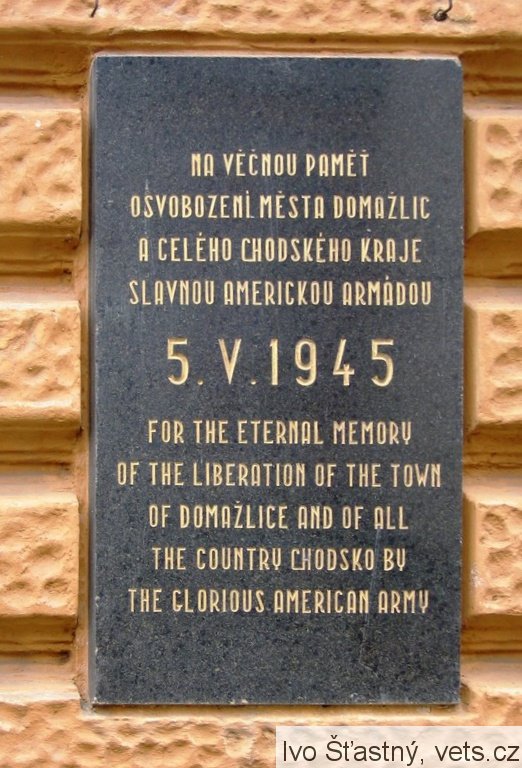 NA VĚČNOU PAMĚŤ
OSVOBOZENÍ MĚSTA DOMAŽLIC
A CELÉHO CHODSKÉHO KRAJE
SLAVNOU AMERICKOU ARMÁDOU
5. V. 1945
FOR THE ETERNAL MEMORY
OF THE LIBERATION OF THE TOWN
OF DOMAŽLICE AND OF ALL
THE COUNTRY CHODSKO BY
THE GLORIOUS AMERICAN ARMY
Ivo Šťastný, vets.cz